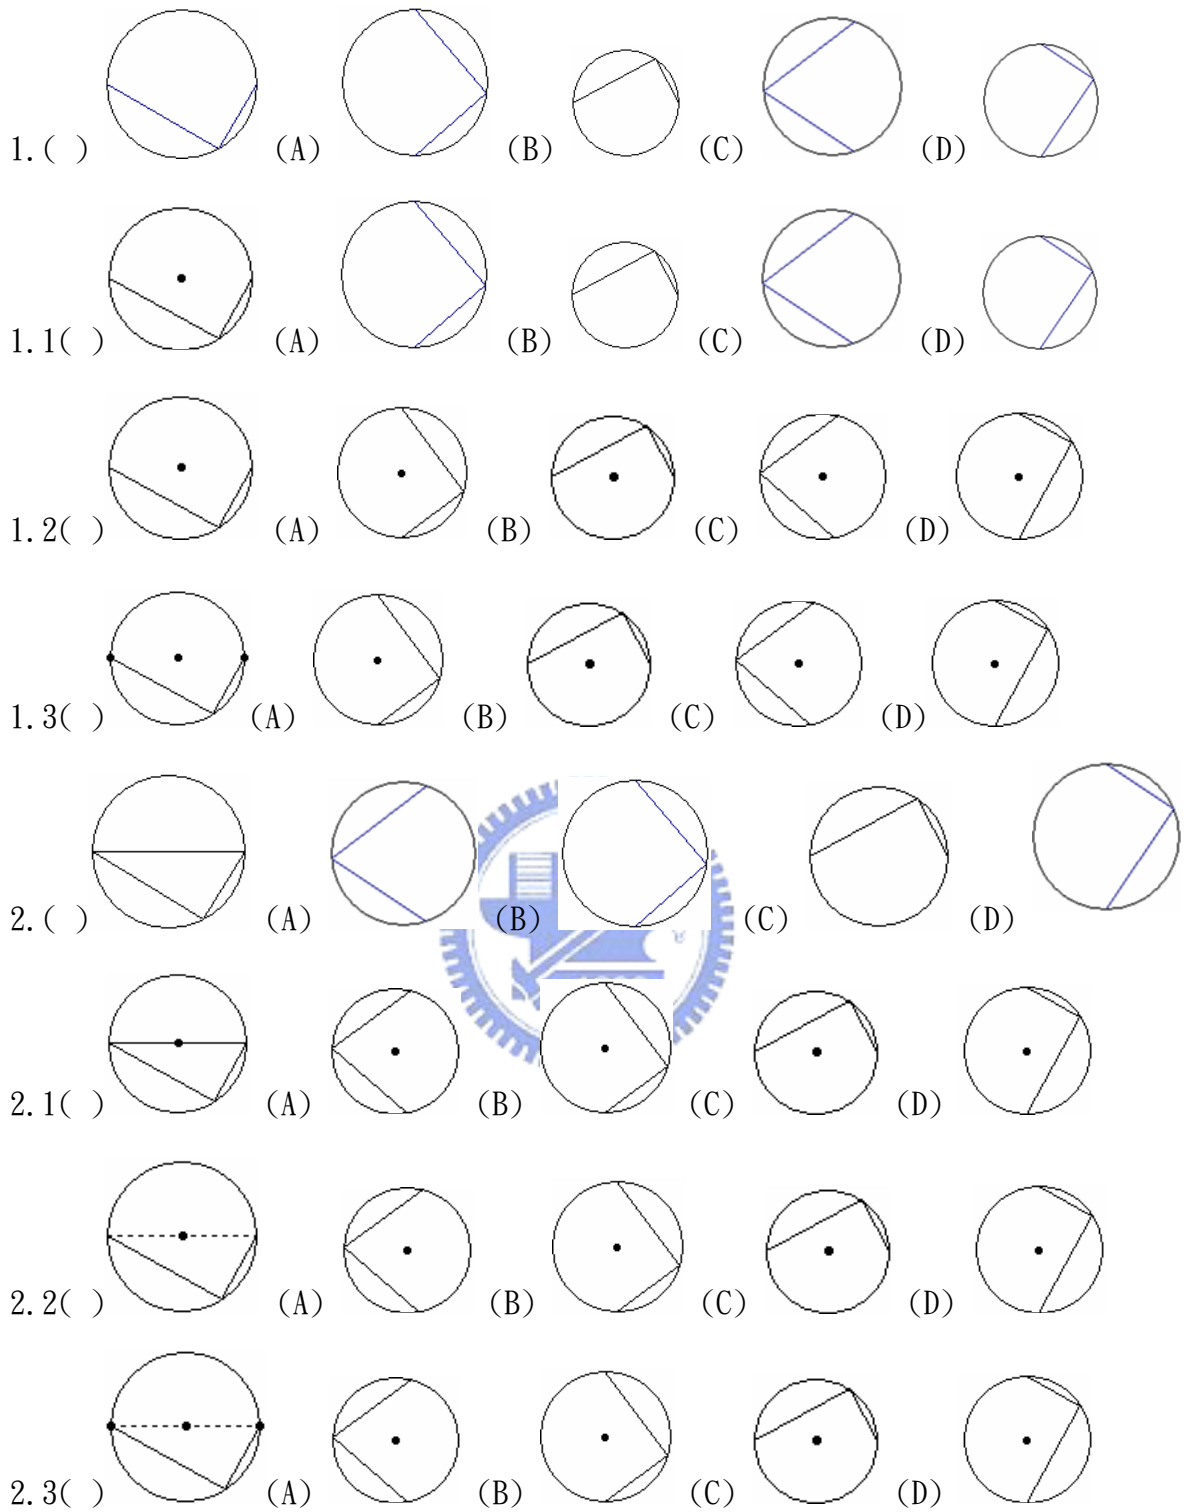 1.( ) (A) (B) (C) (D)
1.1( ) (A) (B) (C) (D)
1.2( ) (A) (B) (C) (D)
1.3( ) (A) (B) (C) (D)
2.( ) (A) (B) (C) (D)
2.1( ) (A) (B) (C) (D)
2.2( ) (A) (B) (C) (D)
2.3( ) (A) (B) (C) (D)